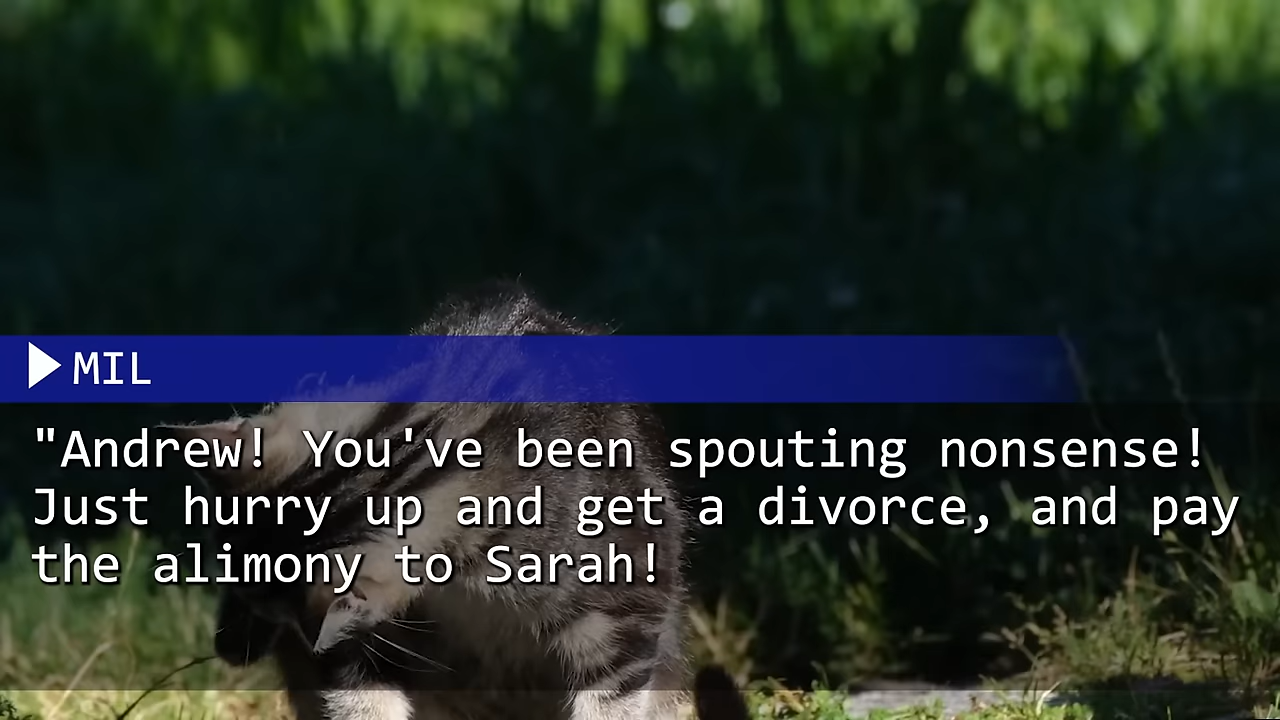 MIL
"Andrew! You've been spouting nonsense!
Just hurry up and get a divorce, and pay
the alimony to Sarah!